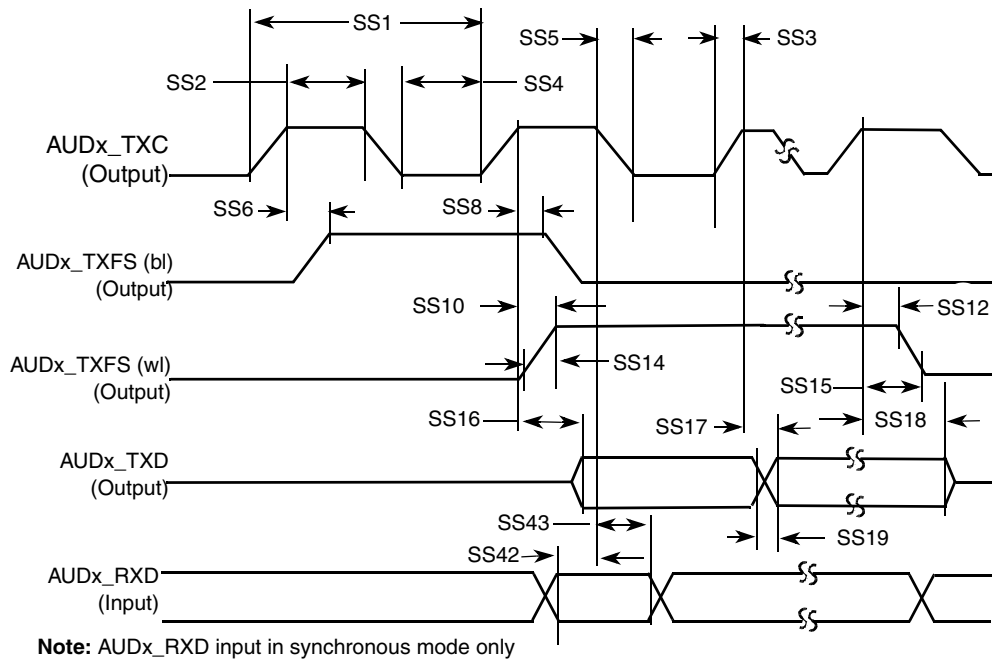 SS1
SS5
SS3
SS2
SS4
AUDx_TXC
(Output)
SS6
SS8
AUDx_TXFS (bl)
(Output)
SS10
SS12
AUDx_TXFS (wl)
(Output)
SS14
SS15
SS16
SS17
SS18
AUDx_TXD
(Output)
SS43
SS19
SS42
AUDx_RXD
(Input)
Note: AUDx_RXD input in synchronous mode only